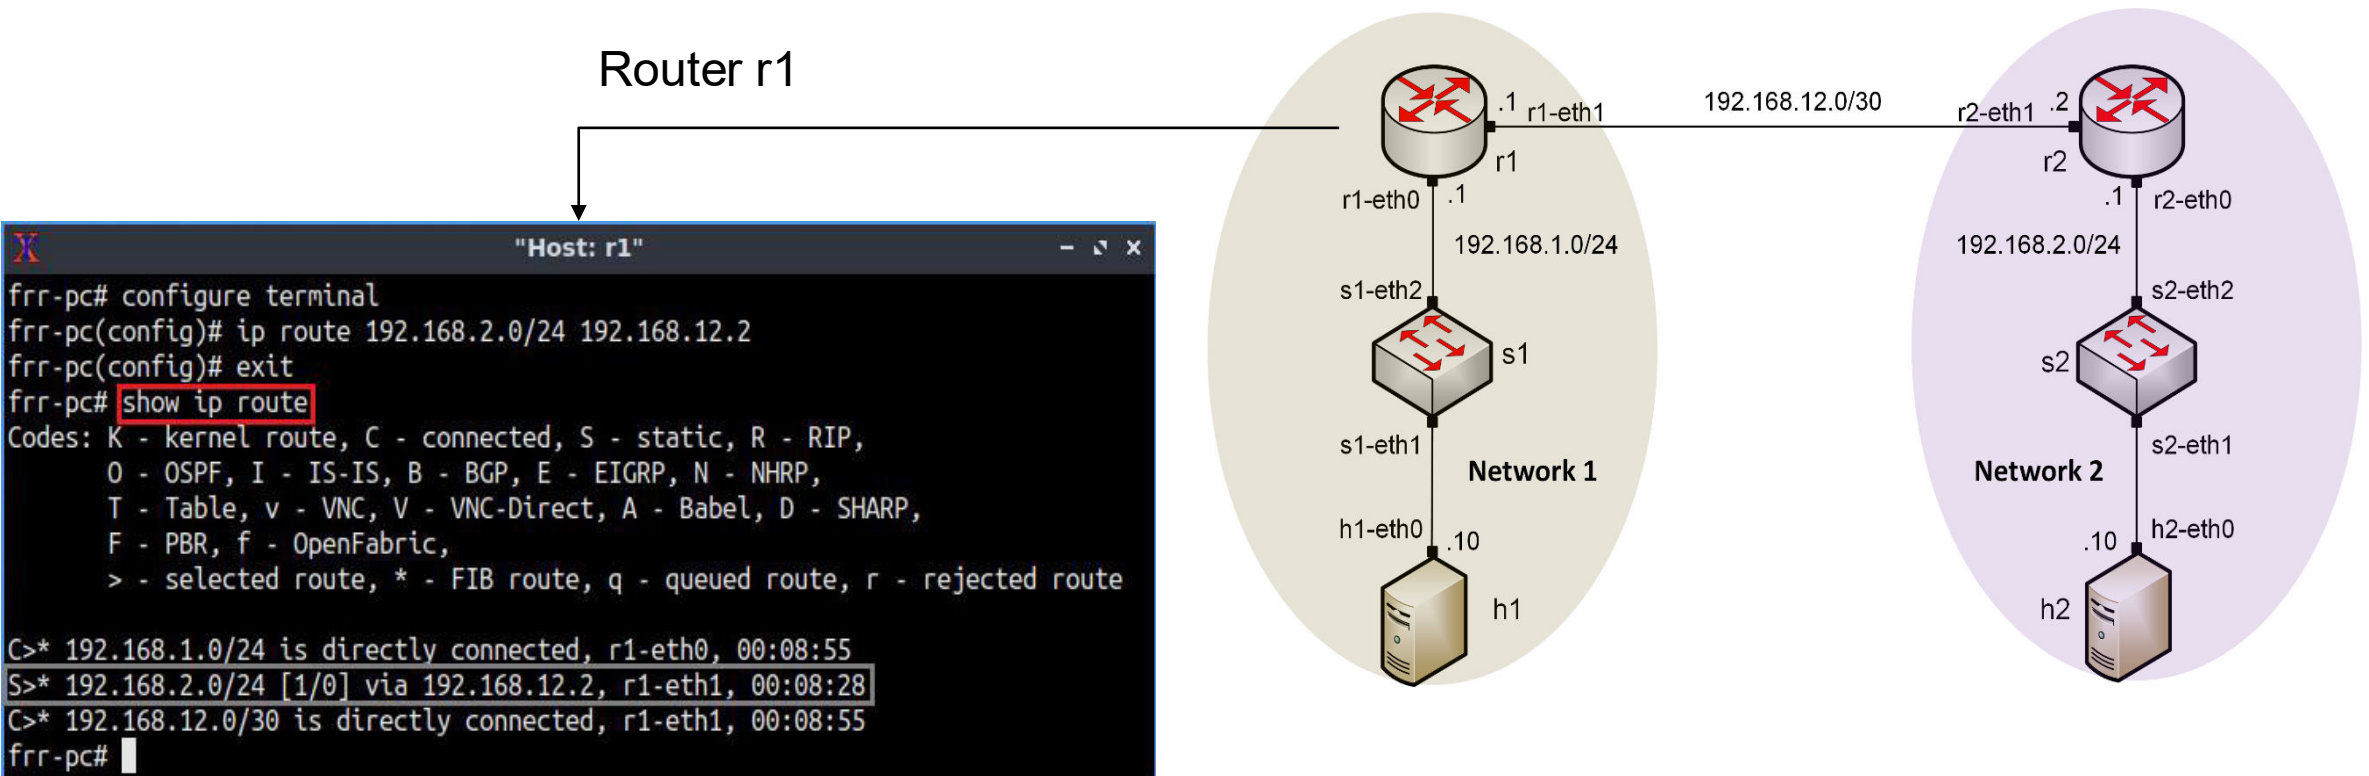 Router r1
"Host: r1"
frr-pc# configure terminal
frr-pc(config)# ip route 192.168.2.0/24 192.168.12.2
frr-pc(config)# exit
frr-pc# show ip route
Codes: K - kernel route, C - connected, S - static, R - RIP,
O - OSPF, I - IS-IS, B - BGP, E - EIGRP, N - NHRP,
T - Table, v - VNC, V - VNC-Direct, A - Babel, D - SHARP,
F - PBR, f - OpenFabric,
> - selected route, * - FIB route, q - queued route, r - rejected route
C>* 192.168.1.0/24 is directly connected, r1-eth0, 00:08:55
S>* 192.168.2.0/24 [1/0] via 192.168.12.2, r1-eth1, 00:08:28
C>* 192.168.12.0/30 is directly connected, r1-eth1, 00:08:55
frr-pc#
.1
r1-eth1
r1
r1-eth0
.1
192.168.1.0/24
s1-eth2
s1
s1-eth1
Network 1
h1-eth0
.10
h1
192.168.12.0/30
r2-eth1
.2
r2
.1
r2-eth0
192.168.2.0/24
s2-eth2
s2
s2-eth1
Network 2
h2-eth0
.10
h2